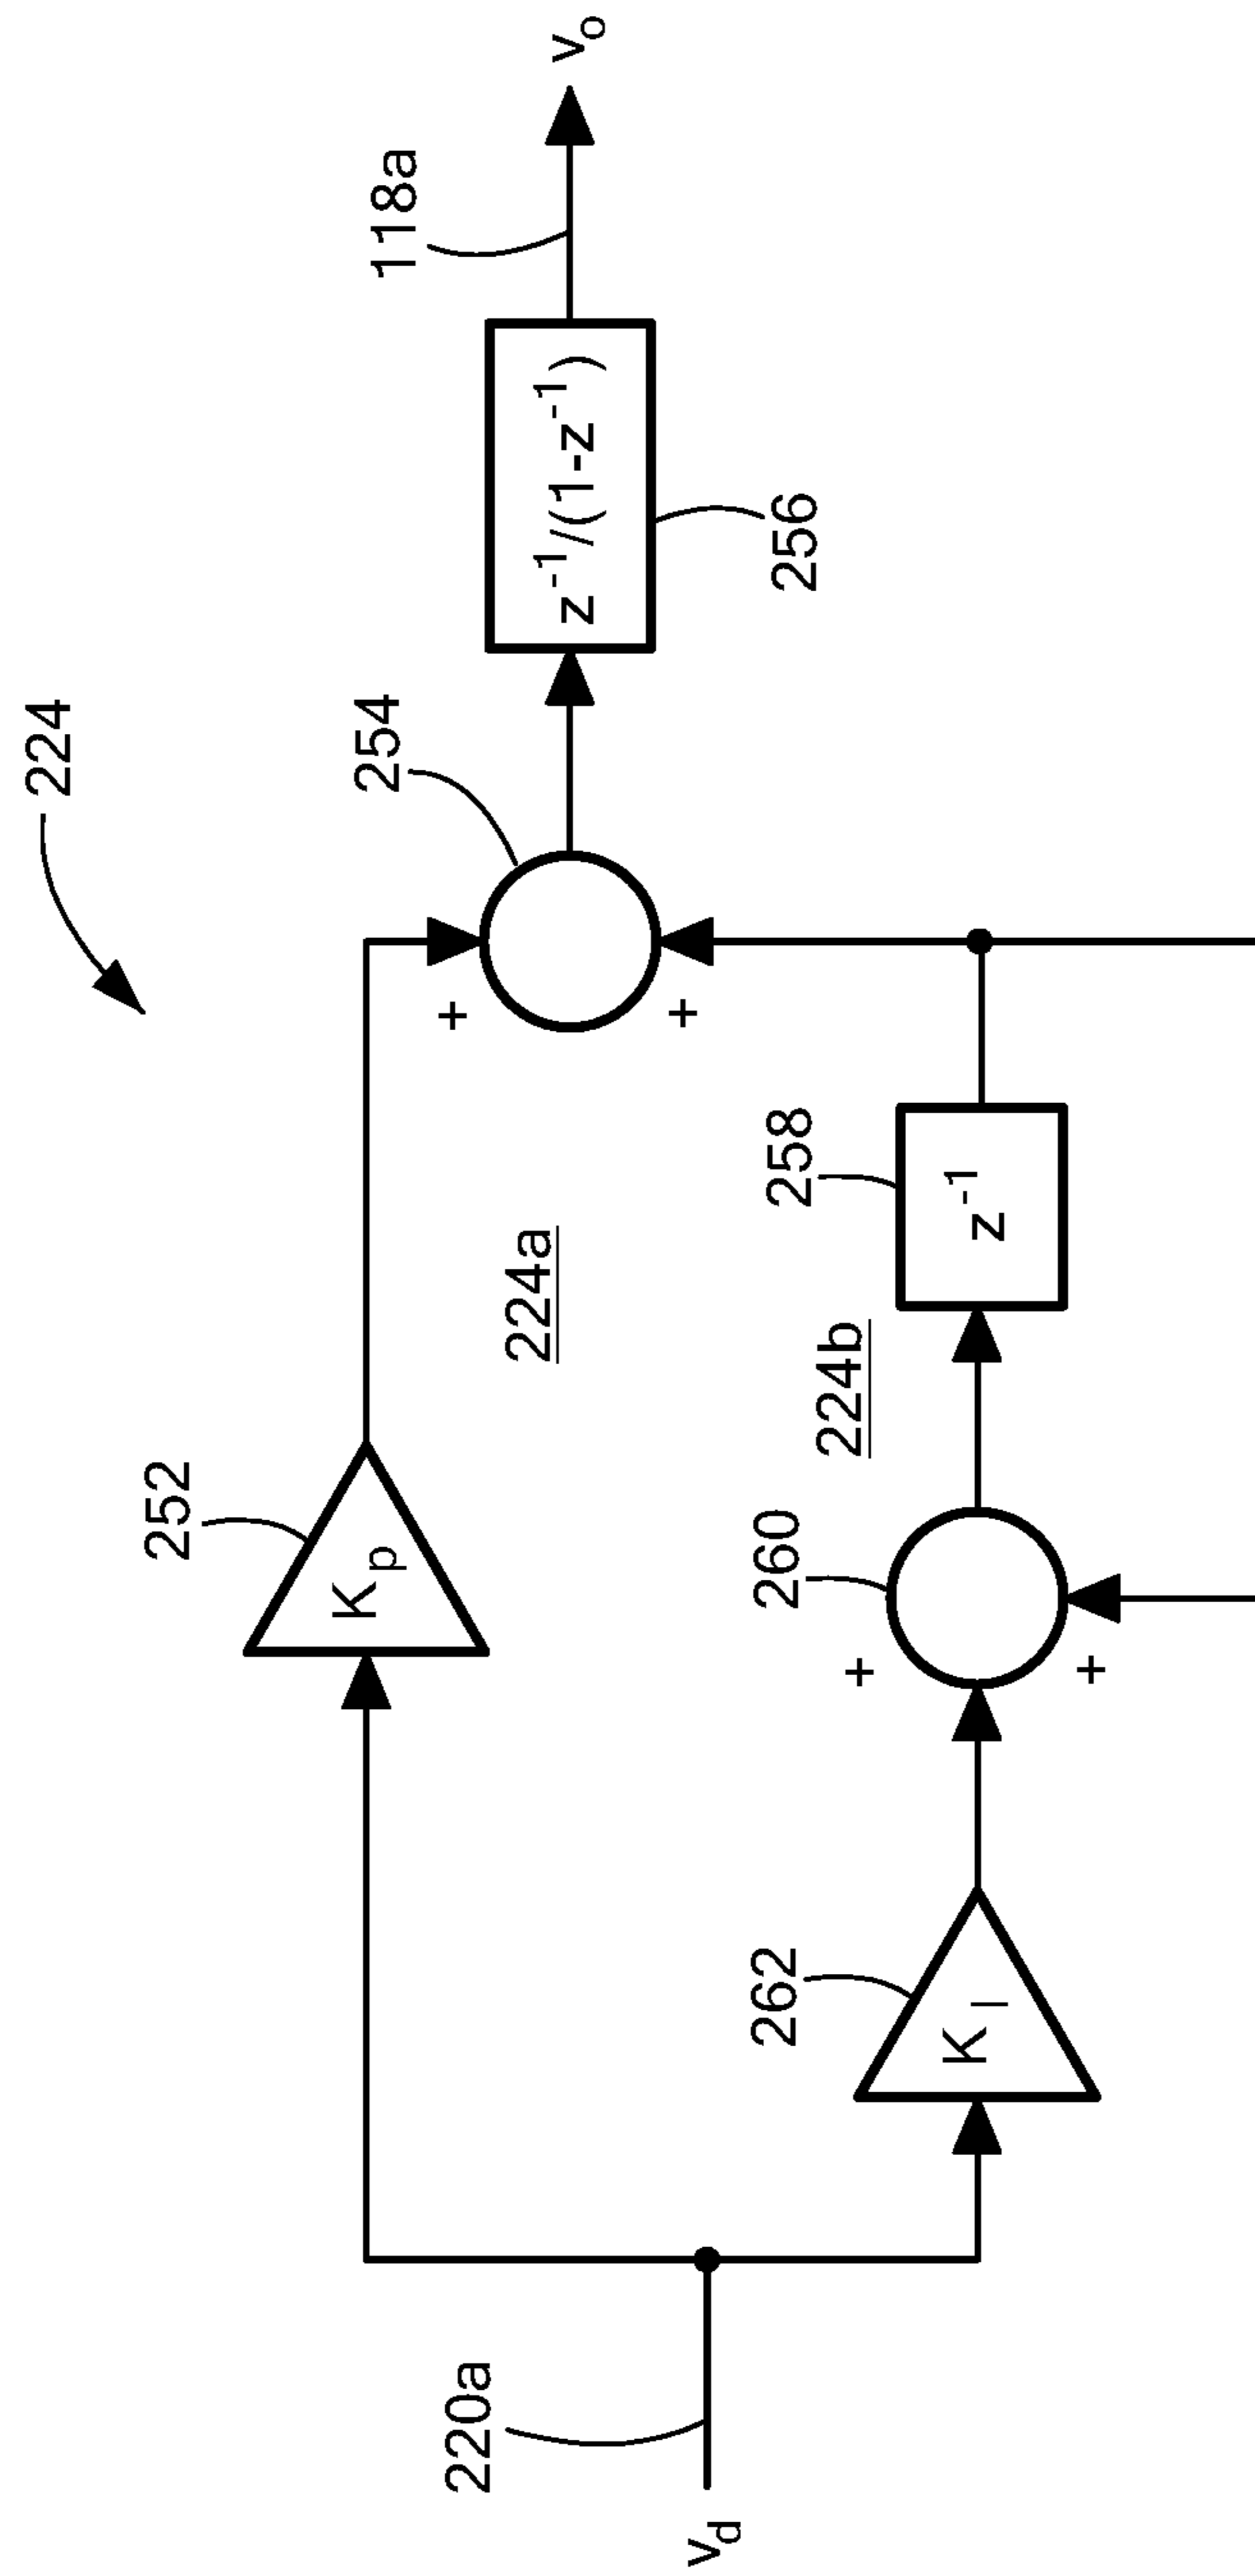 224
252
K_p
254
118a
v_o
z^-1/(1-z^-1)
256
224a
220a
v_d
262
K_I
260
224b
258
z^-1
+
+
+
+